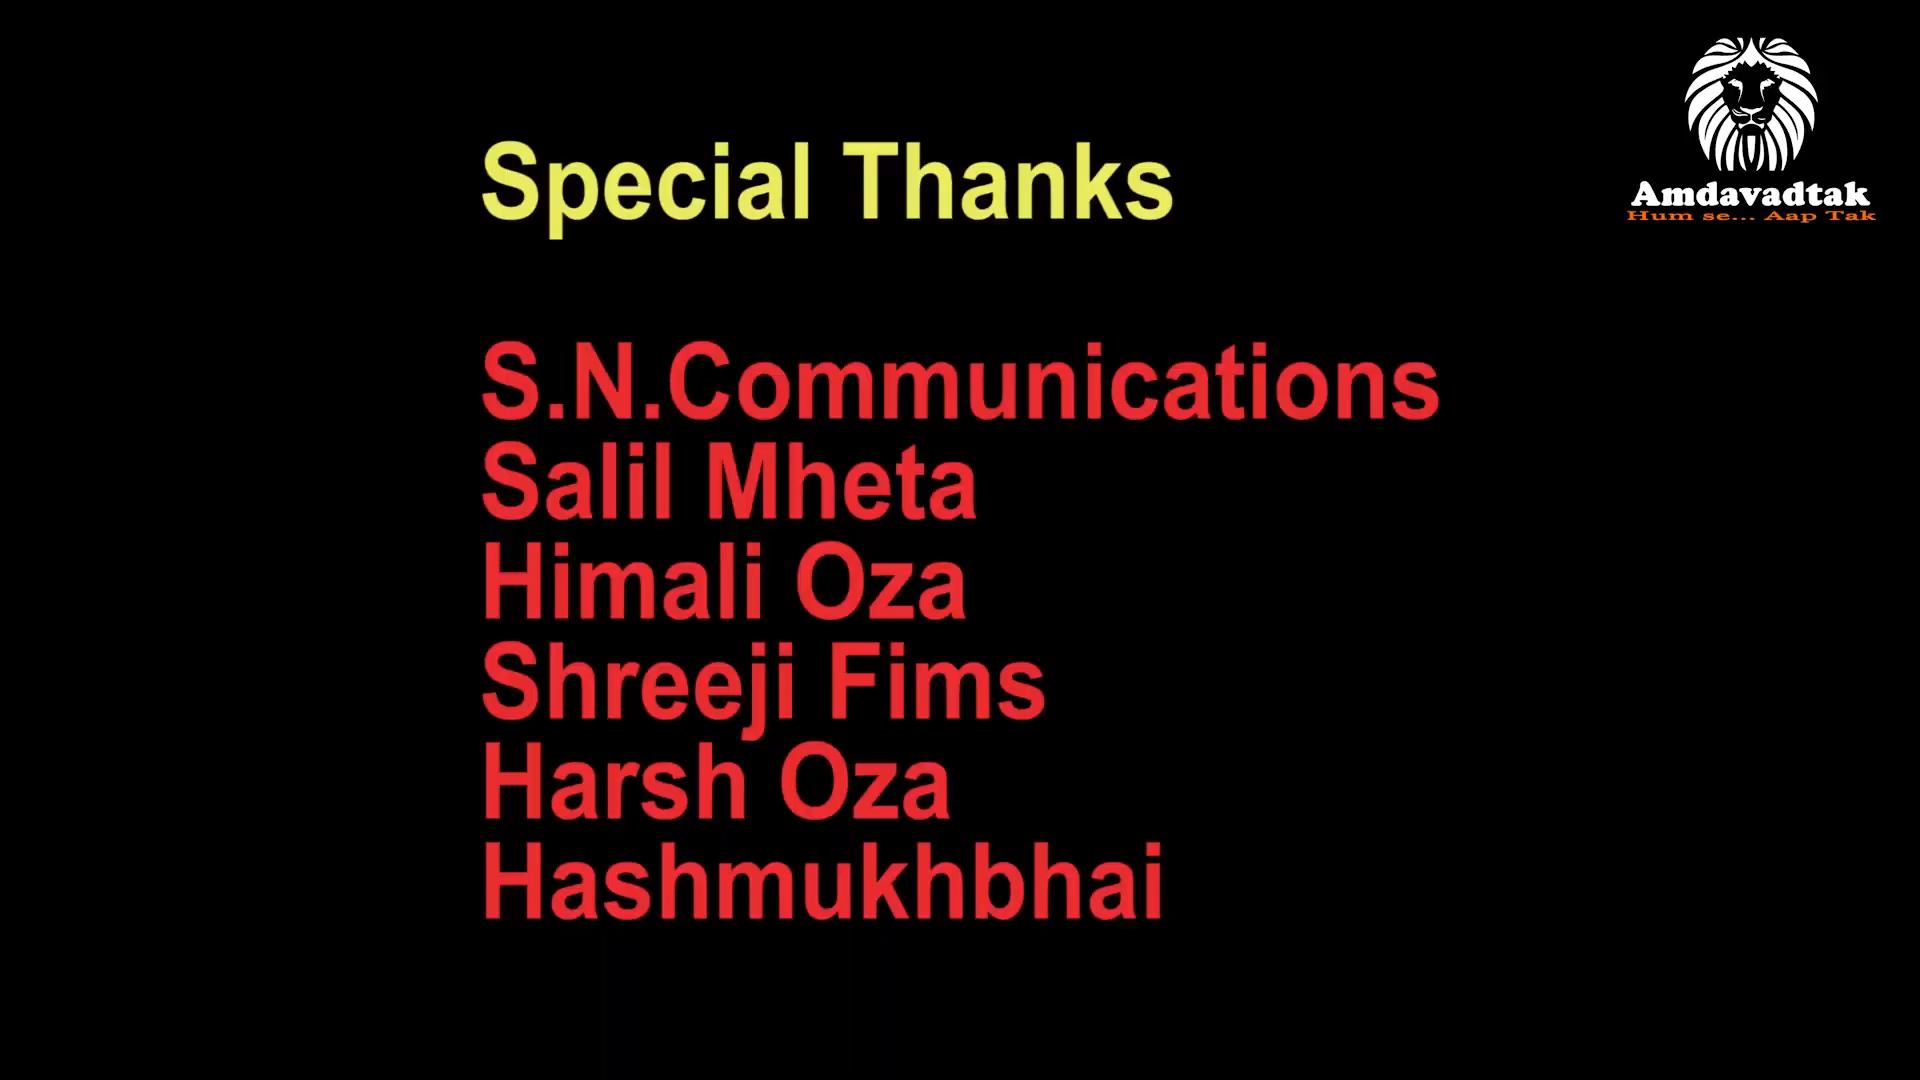 Special Thanks
S.N.Communications
Salil Mheta
Himali Oza
Shreeji Fims
Harsh Oza
Hashmukhbhai
Amdavadtak
Hum se... Aap Tak